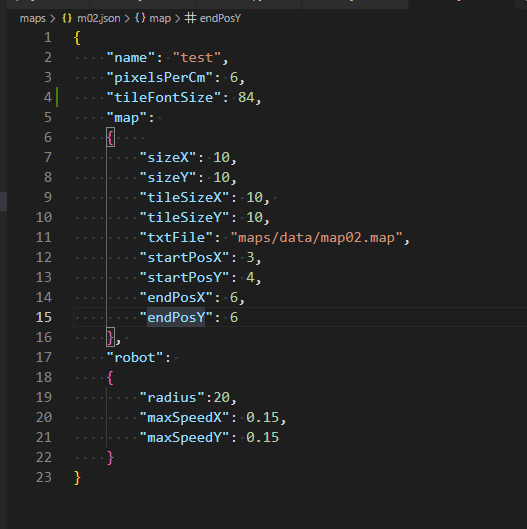 maps > {} m02.json > {} map > # endPosY
1 {
2 "name": "test",
3 "pixelsPerCm": 6,
4 "tileFontSize": 84,
5 "map":
6 {
7 "sizeX": 10,
8 "sizeY": 10,
9 "tileSizeX": 10,
10 "tileSizeY": 10,
11 "txtFile": "maps/data/map02.map",
12 "startPosX": 3,
13 "startPosY": 4,
14 "endPosX": 6,
15 "endPosY": 6
16 },
17 "robot":
18 {
19 "radius":20,
20 "maxSpeedX": 0.15,
21 "maxSpeedY": 0.15
22 }
23 }